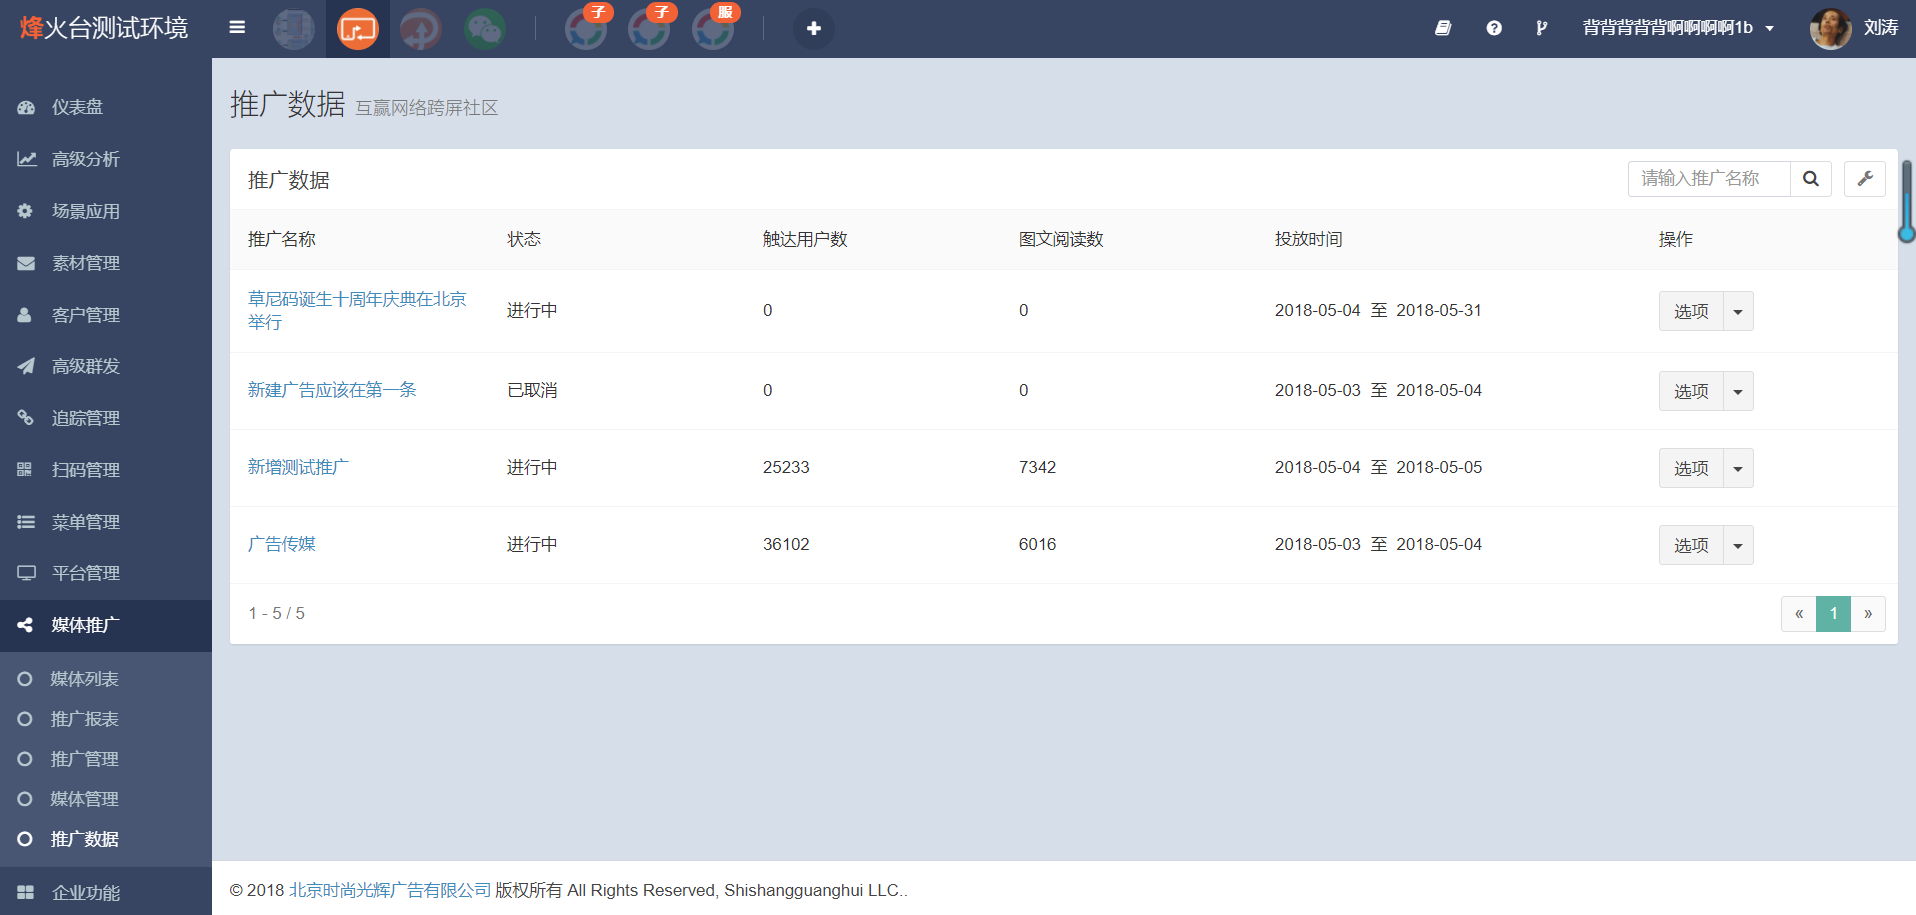 烽火台测试环境
子
子
服
背背背背背啊啊啊啊1b
刘涛
仪表盘
高级分析
场景应用
素材管理
客户管理
高级群发
追踪管理
扫码管理
菜单管理
平台管理
媒体推广
媒体列表
推广报表
推广管理
媒体管理
推广数据
企业功能
推广数据 互赢网络跨屏社区
推广数据
请输入推广名称
推广名称 状态 触达用户数 图文阅读数 投放时间 操作
草尼码诞生十周年庆典在北京
举行
进行中 0 0 2018-05-04 至 2018-05-31 选项
新建广告应该在第一条 已取消 0 0 2018-05-03 至 2018-05-04 选项
新增测试推广 进行中 25233 7342 2018-05-04 至 2018-05-05 选项
广告传媒 进行中 36102 6016 2018-05-03 至 2018-05-04 选项
1 - 5 / 5
« 1 »
© 2018 北京时尚光辉广告有限公司 版权所有 All Rights Reserved, Shishangguanghui LLC..